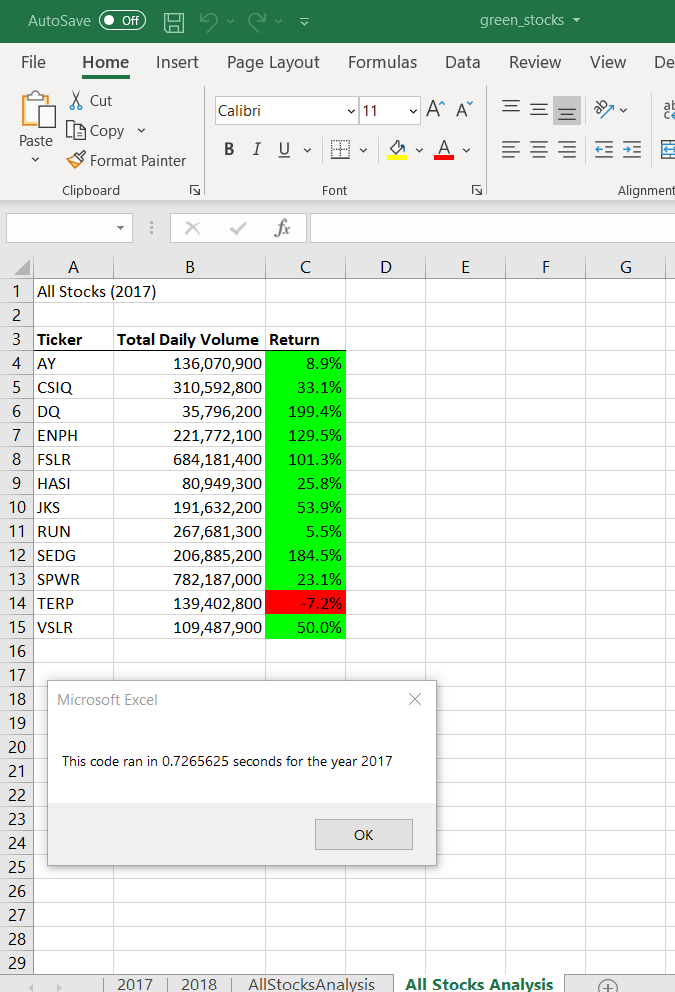 AutoSave Off green_stocks
File Home Insert Page Layout Formulas Data Review View De
Paste
Cut
Copy
Format Painter
Calibri 11 A A
B I U A
Clipboard Font Alignment
fx
A B C D E F G
1 All Stocks (2017)
2
3 Ticker Total Daily Volume Return
4 AY 136,070,900 8.9%
5 CSIQ 310,592,800 33.1%
6 DQ 35,796,200 199.4%
7 ENPH 221,772,100 129.5%
8 FSLR 684,181,400 101.3%
9 HASI 80,949,300 25.8%
10 JKS 191,632,200 53.9%
11 RUN 267,681,300 5.5%
12 SEDG 206,885,200 184.5%
13 SPWR 782,187,000 23.1%
14 TERP 139,402,800 -7.2%
15 VSLR 109,487,900 50.0%
16
17
18 Microsoft Excel
19
20
21 This code ran in 0.7265625 seconds for the year 2017
22
23
24 OK
25
26
27
28
29
2017 2018 AllStocksAnalysis All Stocks Analysis